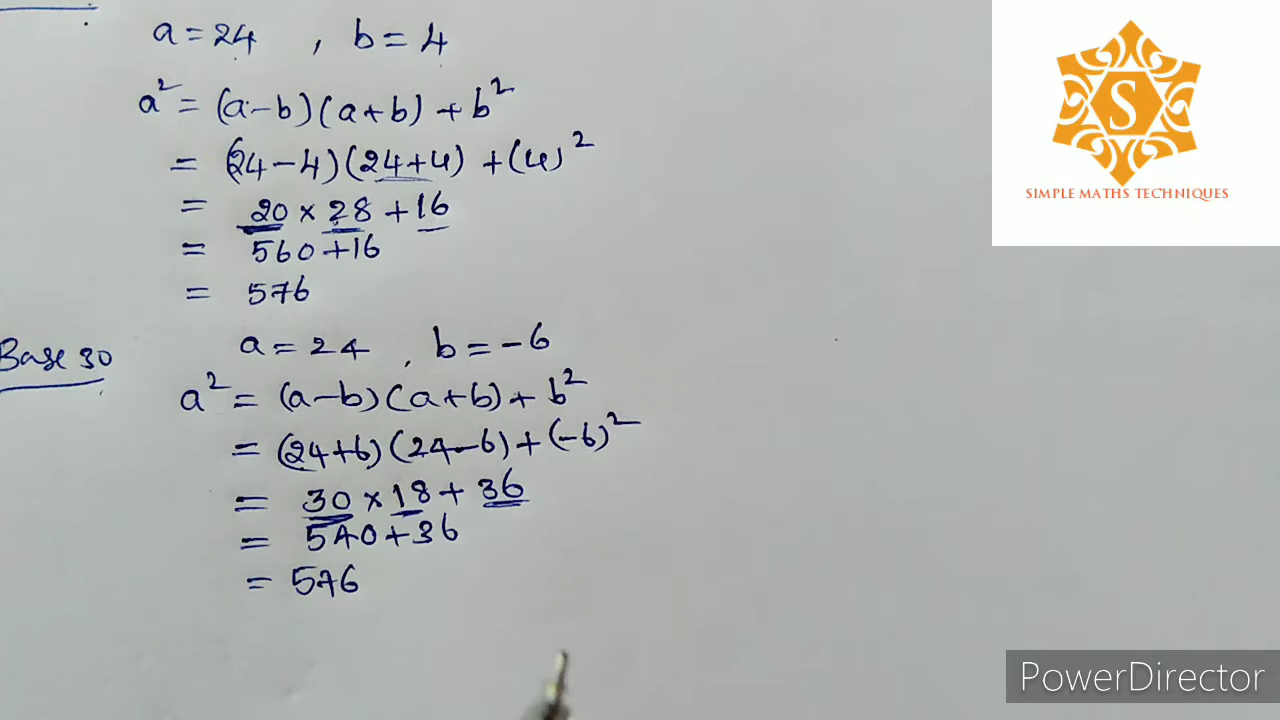 a = 24 , b = 4
a² = (a-b)(a+b) + b²
= (24-4)(24+4) + (4)²
= 20 × 28 + 16
= 560 + 16
= 576
Base 30 a = 24 , b = -6
a² = (a-b)(a+b) + b²
= (24+6)(24-6) + (-6)²
= 30 × 18 + 36
= 540 + 36
= 576
S
SIMPLE MATHS TECHNIQUES
PowerDirector